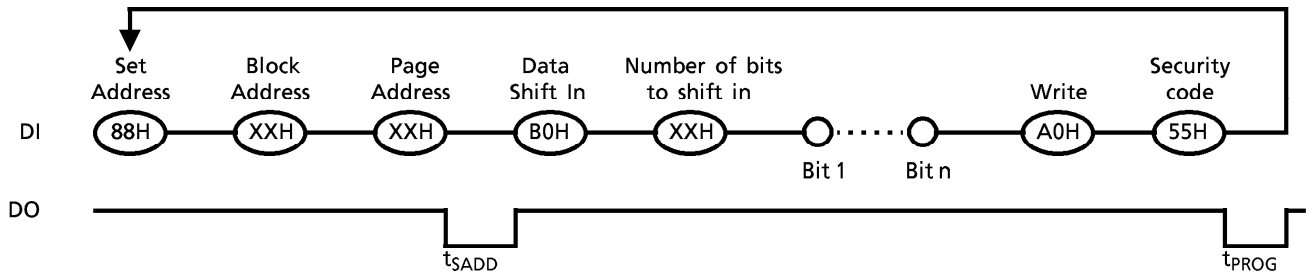 Set Address
Block Address
Page Address
Data Shift In
Number of bits to shift in
Write
Security code
DI
88H
XXH
XXH
B0H
XXH
A0H
55H
Bit 1
Bit n
DO
tSADD
tPROG